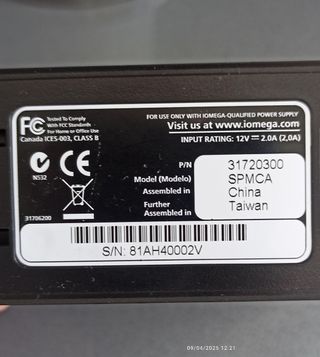 FC
Tested To Comply
With FCC Standards
For Home or Office Use
Canada ICES-003, CLASS B
FOR USE ONLY WITH IOMEGA-QUALIFIED POWER SUPPLY
Visit us at www.iomega.com
INPUT RATING: 12V ⎓ 2.0A (2,0A)
N532
31706200
P/N 31720300
Model (Modelo) SPMCA
Assembled in China
Further Assembled in Taiwan
S/N: 81AH40002V
09/04/2025 12:21